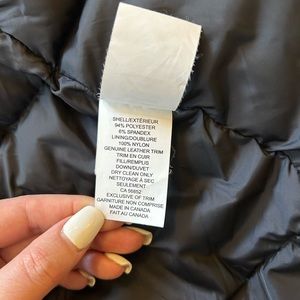 SHELL/EXTÉRIEUR
94% POLYESTER
6% SPANDEX
LINING/DOUBLURE
100% NYLON
GENUINE LEATHER TRIM
TRIM EN CUIR
FILL/REMPLIS
DOWN/DUVET
DRY CLEAN ONLY
NETTOYAGE À SEC
SEULEMENT
CA 56852
EXCLUSIVE OF TRIM
GARNITURE NON COMPRISE
MADE IN CANADA
FAIT AU CANADA